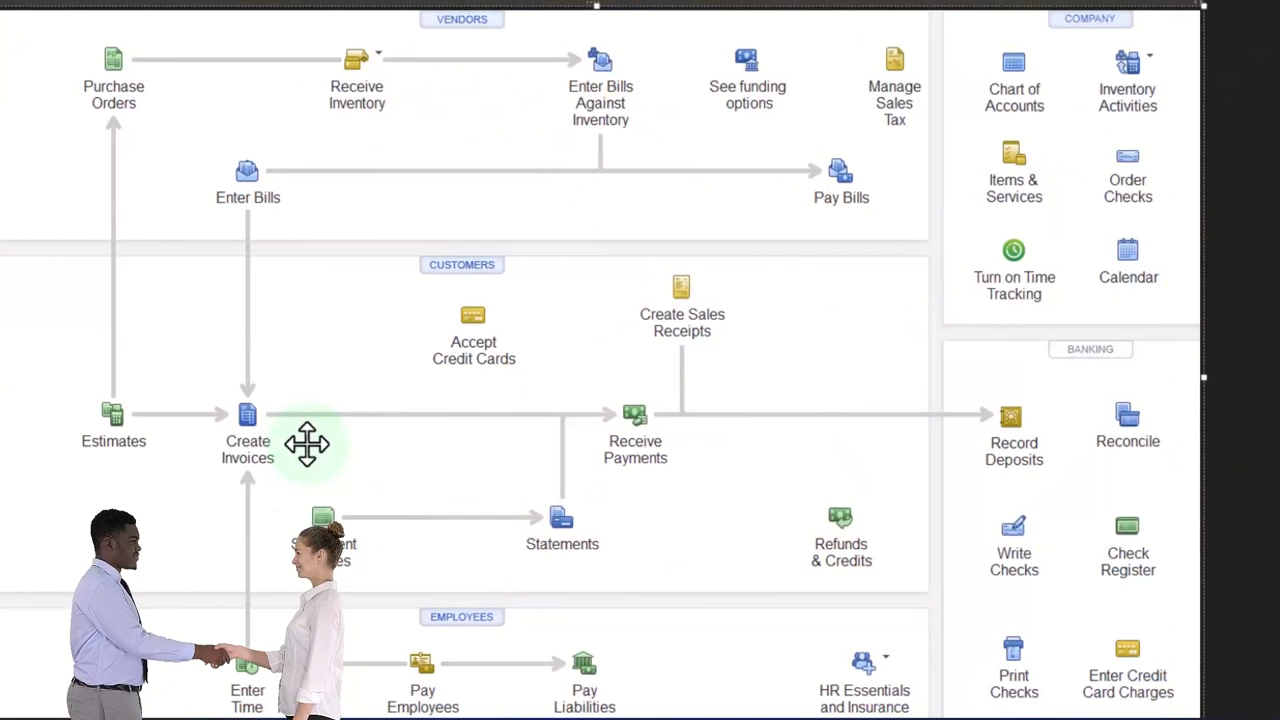 VENDORS
Purchase
Orders
Receive
Inventory
Enter Bills
Against
Inventory
See funding
options
Manage
Sales
Tax
Enter Bills
Pay Bills
CUSTOMERS
Accept
Credit Cards
Create Sales
Receipts
Estimates
Create
Invoices
Receive
Payments
Statements
Refunds
& Credits
EMPLOYEES
Enter
Time
Pay
Employees
Pay
Liabilities
HR Essentials
and Insurance
COMPANY
Chart of
Accounts
Inventory
Activities
Items &
Services
Order
Checks
Turn on Time
Tracking
Calendar
BANKING
Record
Deposits
Reconcile
Write
Checks
Check
Register
Print
Checks
Enter Credit
Card Charges